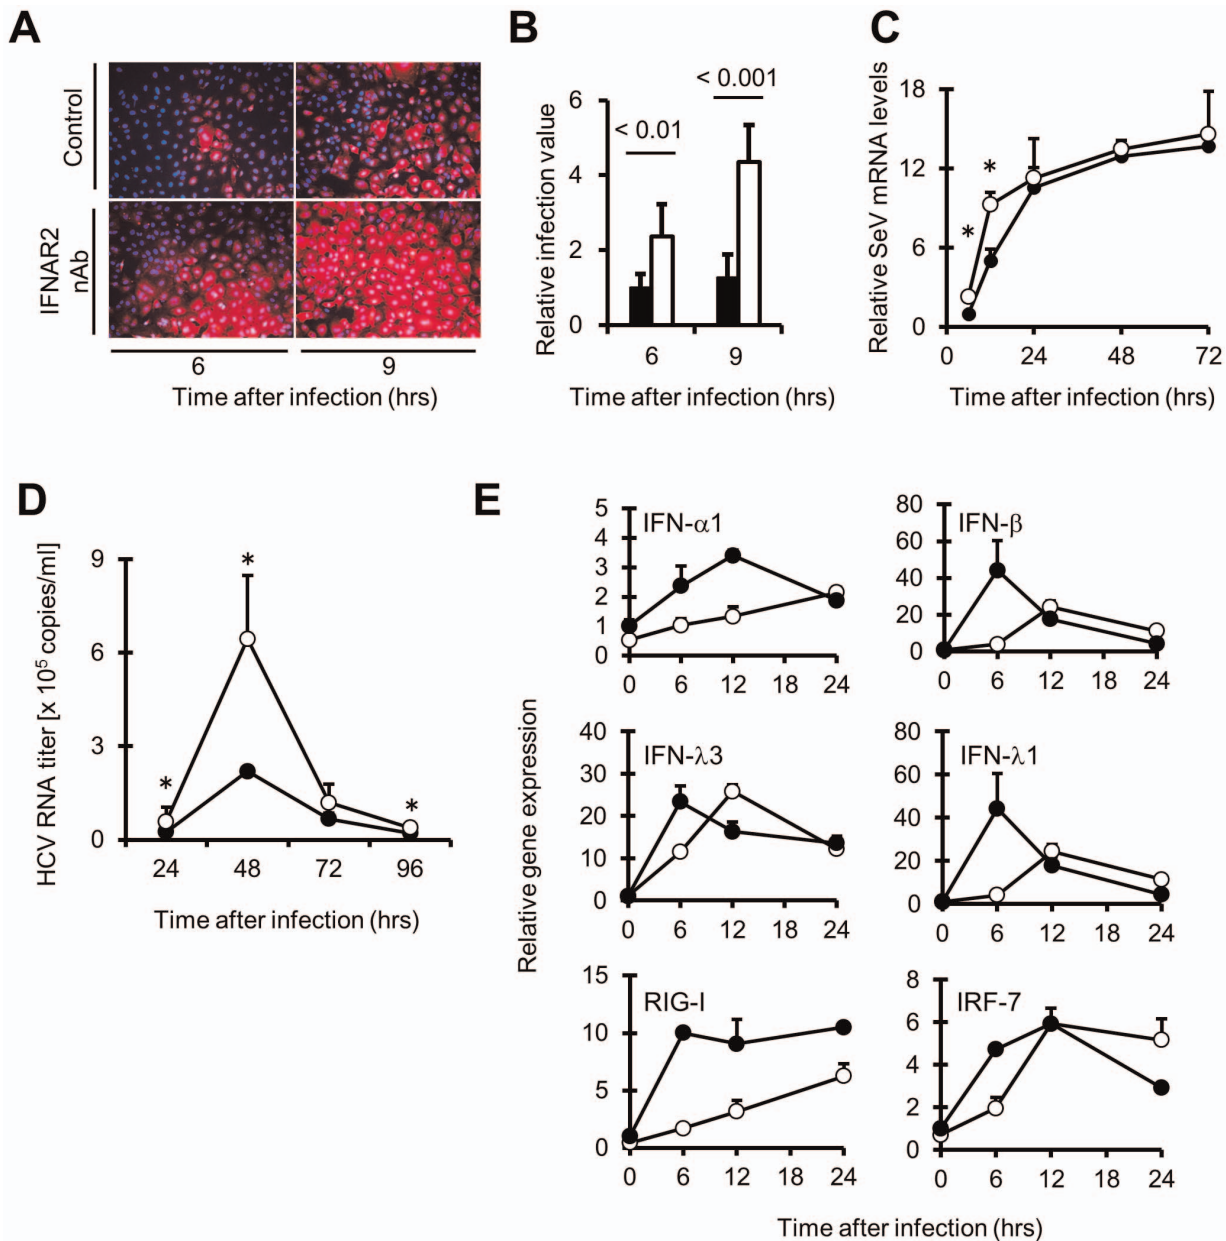 A
Control
IFNAR2
nAb
6
9
Time after infection (hrs)
B
Relative infection value
6
4
2
0
< 0.01
< 0.001
6
9
Time after infection (hrs)
C
Relative SeV mRNA levels
18
12
6
0
*
*
0
24
48
72
Time after infection (hrs)
D
HCV RNA titer [x 10⁵ copies/ml]
9
6
3
0
*
*
*
24
48
72
96
Time after infection (hrs)
E
Relative gene expression
IFN-α1
5
4
3
2
1
0
0 6 12 18 24
IFN-β
80
60
40
20
0
0 6 12 18 24
IFN-λ3
40
30
20
10
0
0 6 12 18 24
IFN-λ1
80
60
40
20
0
0 6 12 18 24
RIG-I
15
10
5
0
0 6 12 18 24
IRF-7
8
6
4
2
0
0 6 12 18 24
Time after infection (hrs)